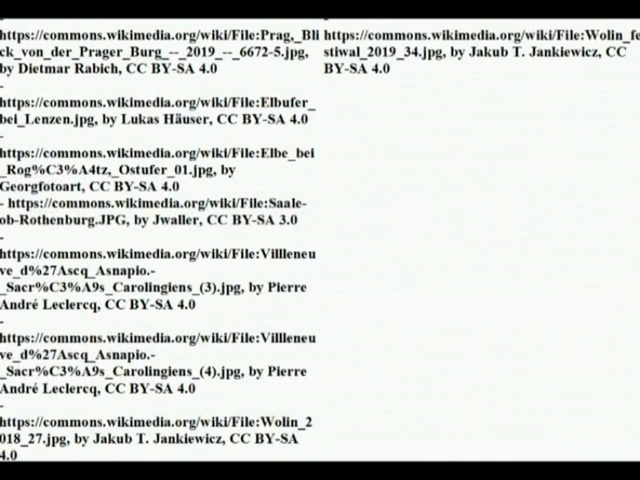 https://commons.wikimedia.org/wiki/File:Prag,_Bli
ck_von_der_Prager_Burg_--_2019_--_6672-5.jpg,
by Dietmar Rabich, CC BY-SA 4.0
-
https://commons.wikimedia.org/wiki/File:Elbufer_
bei_Lenzen.jpg, by Lukas Häuser, CC BY-SA 4.0
-
https://commons.wikimedia.org/wiki/File:Elbe_bei
_Rog%C3%A4tz,_Ostufer_01.jpg, by
Georgfotoart, CC BY-SA 4.0
- https://commons.wikimedia.org/wiki/File:Saale-
ob-Rothenburg.JPG, by Jwaller, CC BY-SA 3.0
-
https://commons.wikimedia.org/wiki/File:Villleneu
ve_d%27Ascq_Asnapio.-
_Sacr%C3%A9s_Carolingiens_(3).jpg, by Pierre
André Leclercq, CC BY-SA 4.0
-
https://commons.wikimedia.org/wiki/File:Villleneu
ve_d%27Ascq_Asnapio.-
_Sacr%C3%A9s_Carolingiens_(4).jpg, by Pierre
André Leclercq, CC BY-SA 4.0
-
https://commons.wikimedia.org/wiki/File:Wolin_2
018_27.jpg, by Jakub T. Jankiewicz, CC BY-SA
4.0
https://commons.wikimedia.org/wiki/File:Wolin_fe
stiwal_2019_34.jpg, by Jakub T. Jankiewicz, CC
BY-SA 4.0